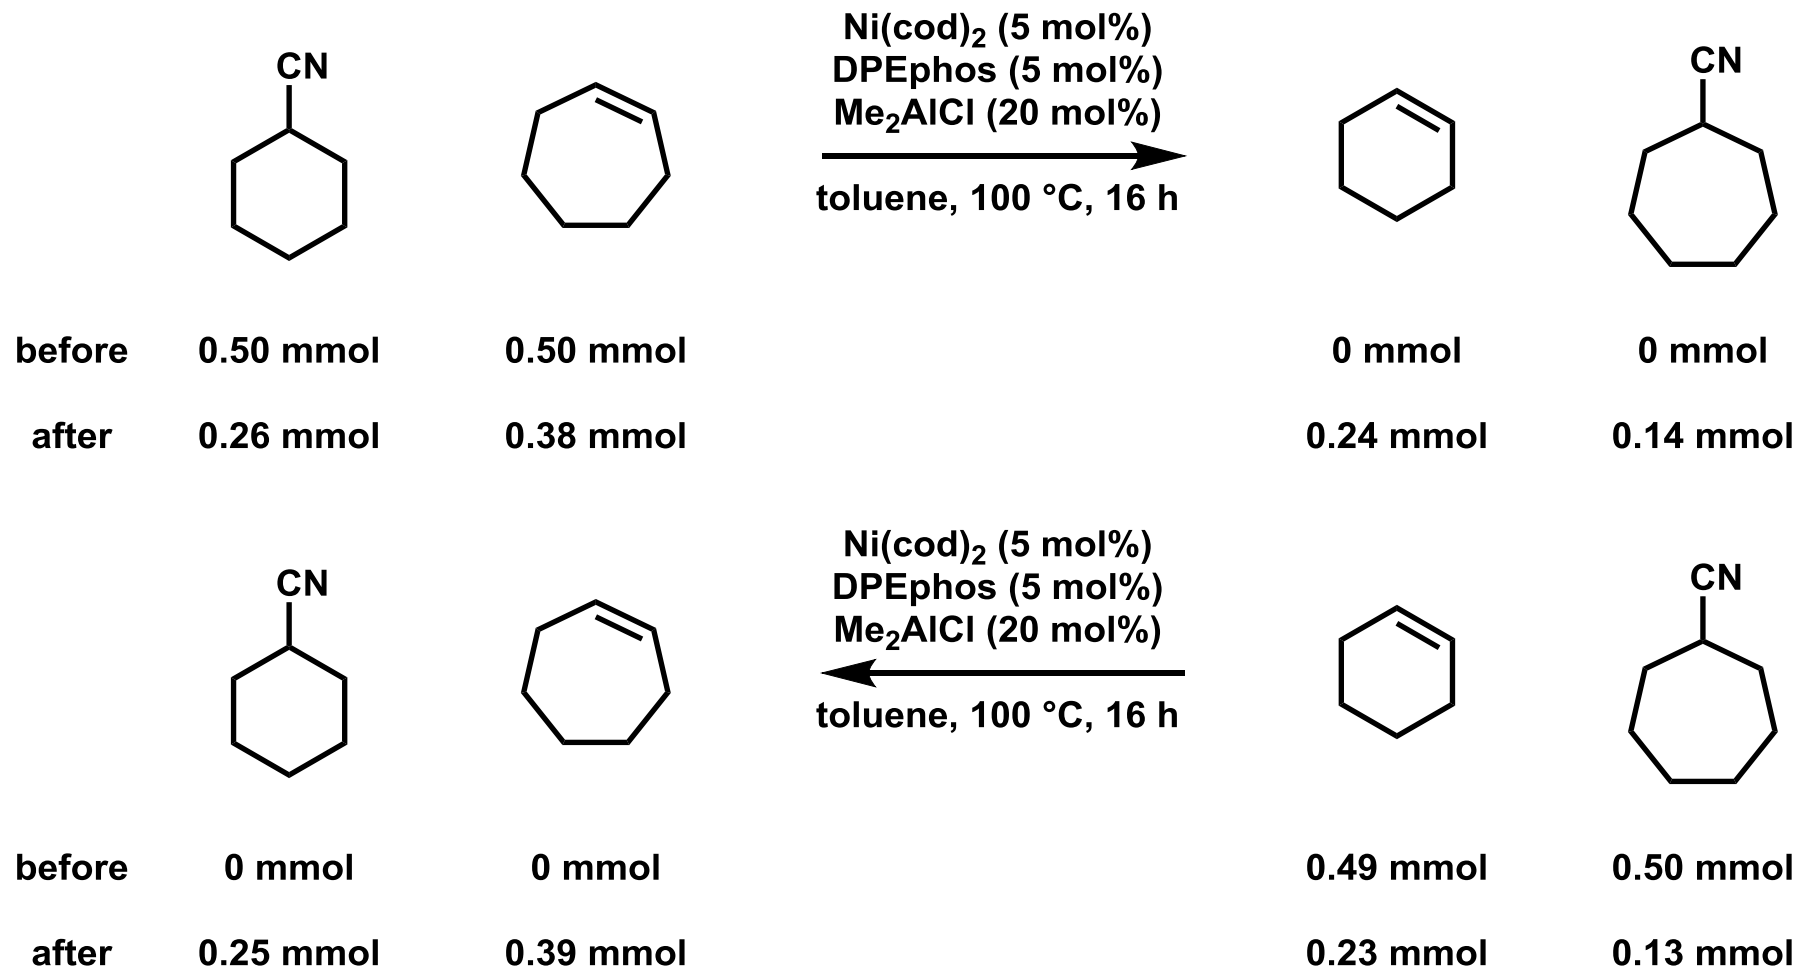 Ni(cod)2 (5 mol%)
DPEphos (5 mol%)
Me2AlCl (20 mol%)
toluene, 100 °C, 16 h
CN
CN
before 0.50 mmol 0.50 mmol 0 mmol 0 mmol
after 0.26 mmol 0.38 mmol 0.24 mmol 0.14 mmol
Ni(cod)2 (5 mol%)
DPEphos (5 mol%)
Me2AlCl (20 mol%)
toluene, 100 °C, 16 h
CN
CN
before 0 mmol 0 mmol 0.49 mmol 0.50 mmol
after 0.25 mmol 0.39 mmol 0.23 mmol 0.13 mmol